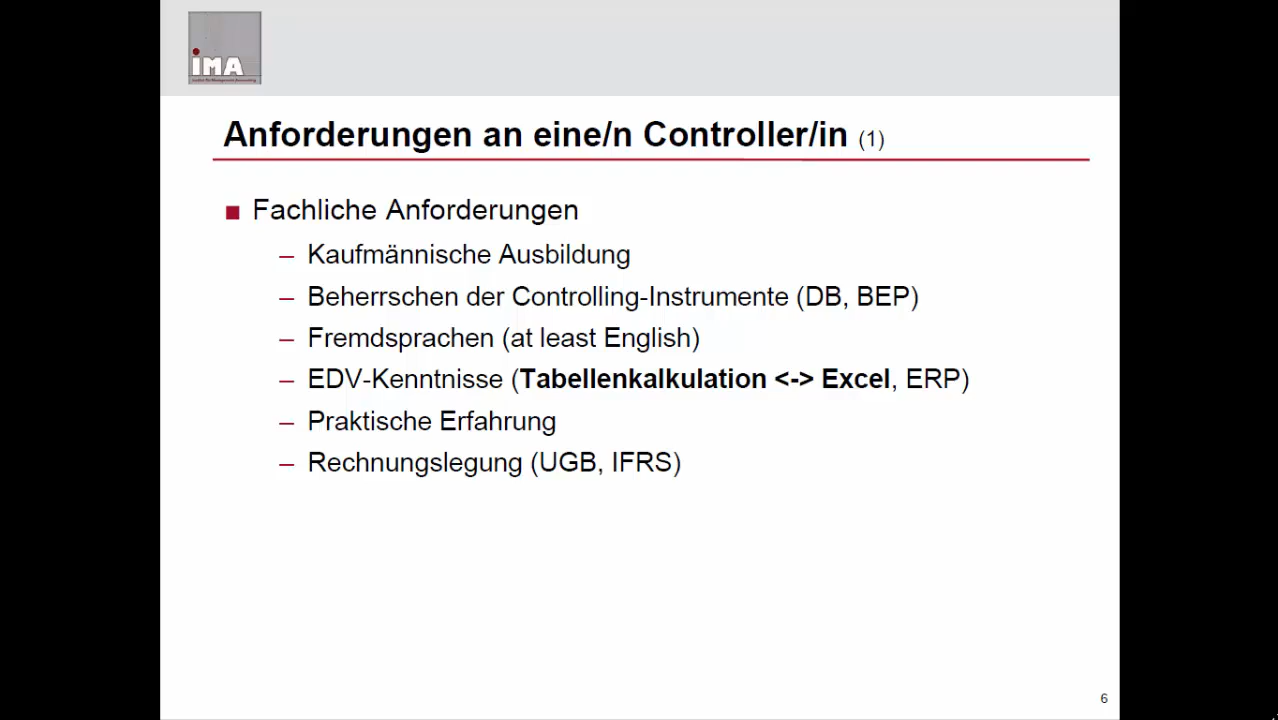 iMA
Anforderungen an eine/n Controller/in (1)
■ Fachliche Anforderungen
– Kaufmännische Ausbildung
– Beherrschen der Controlling-Instrumente (DB, BEP)
– Fremdsprachen (at least English)
– EDV-Kenntnisse (Tabellenkalkulation <-> Excel, ERP)
– Praktische Erfahrung
– Rechnungslegung (UGB, IFRS)
6